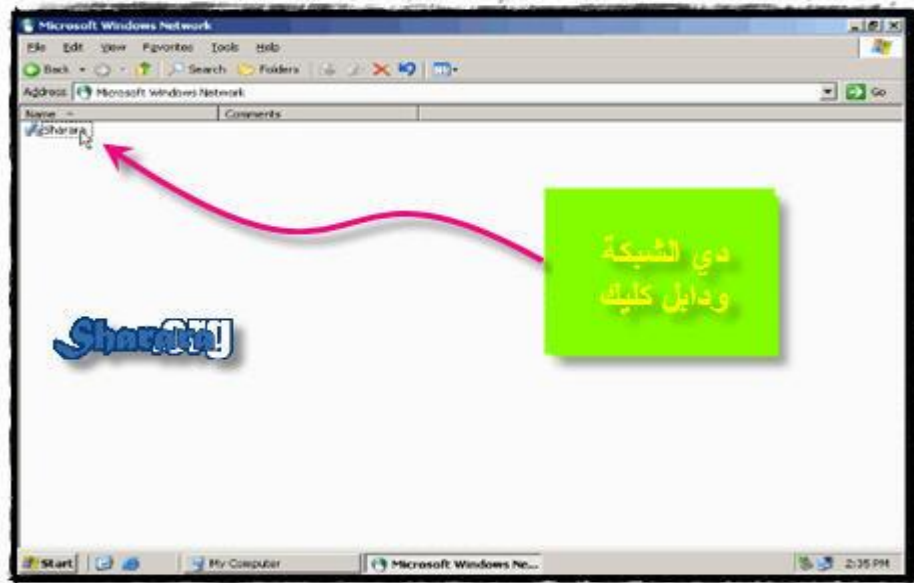 Microsoft Windows Network
File Edit View Favorites Tools Help
Back Search Folders
Address Microsoft Windows Network Go
Name Comments
Sharara
دي الشبكة
ودابل كليك
Sharara.org
Start My Computer Microsoft Windows Ne... 2:35 PM